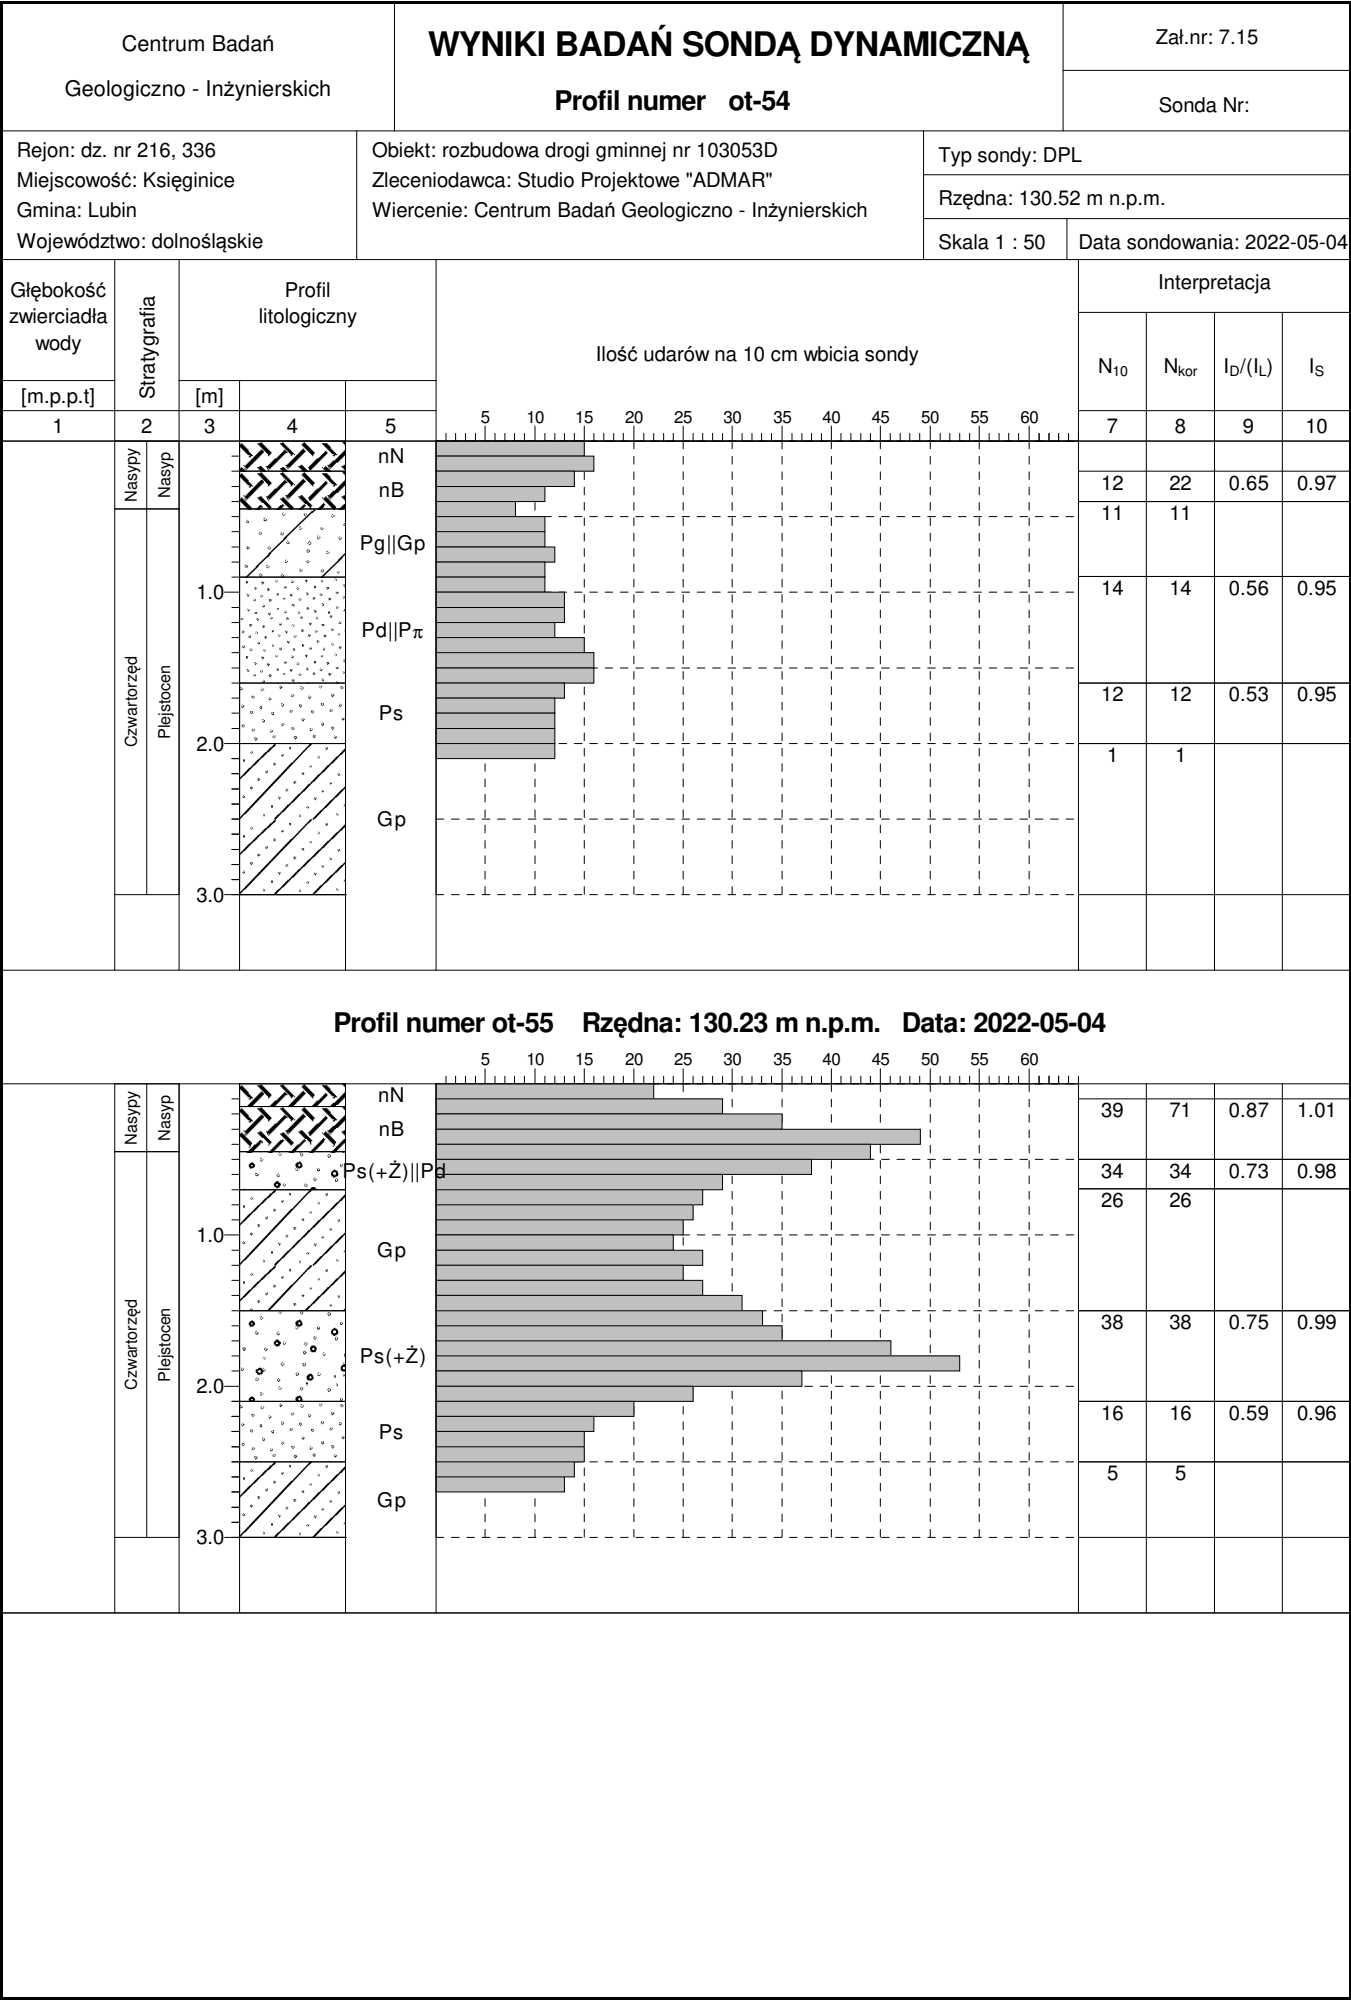 Centrum Badań
Geologiczno - Inżynierskich
WYNIKI BADAŃ SONDĄ DYNAMICZNĄ
Profil numer ot-54
Zał.nr: 7.15
Sonda Nr:
Rejon: dz. nr 216, 336
Miejscowość: Księginice
Gmina: Lubin
Województwo: dolnośląskie
Obiekt: rozbudowa drogi gminnej nr 103053D
Zleceniodawca: Studio Projektowe "ADMAR"
Wiercenie: Centrum Badań Geologiczno - Inżynierskich
Typ sondy: DPL
Rzędna: 130.52 m n.p.m.
Skala 1 : 50 Data sondowania: 2022-05-04
Głębokość
zwierciadła
wody
[m.p.p.t]
Stratygrafia
Profil
litologiczny
[m]
Ilość udarów na 10 cm wbicia sondy
Interpretacja
N10 Nkor ID/(IL) IS
5 10 15 20 25 30 35 40 45 50 55 60
1 2 3 4 5 7 8 9 10
Nasypy Nasyp
nN
nB
12 22 0.65 0.97
11 11
Pg||Gp
1.0
14 14 0.56 0.95
Pd||Pπ
Czwartorzęd Plejstocen
12 12 0.53 0.95
Ps
2.0
1 1
Gp
3.0
Profil numer ot-55 Rzędna: 130.23 m n.p.m. Data: 2022-05-04
5 10 15 20 25 30 35 40 45 50 55 60
Nasypy Nasyp
nN
39 71 0.87 1.01
nB
Ps(+Ż)||Pd
34 34 0.73 0.98
26 26
1.0
Gp
Czwartorzęd Plejstocen
38 38 0.75 0.99
Ps(+Ż)
2.0
16 16 0.59 0.96
Ps
5 5
Gp
3.0